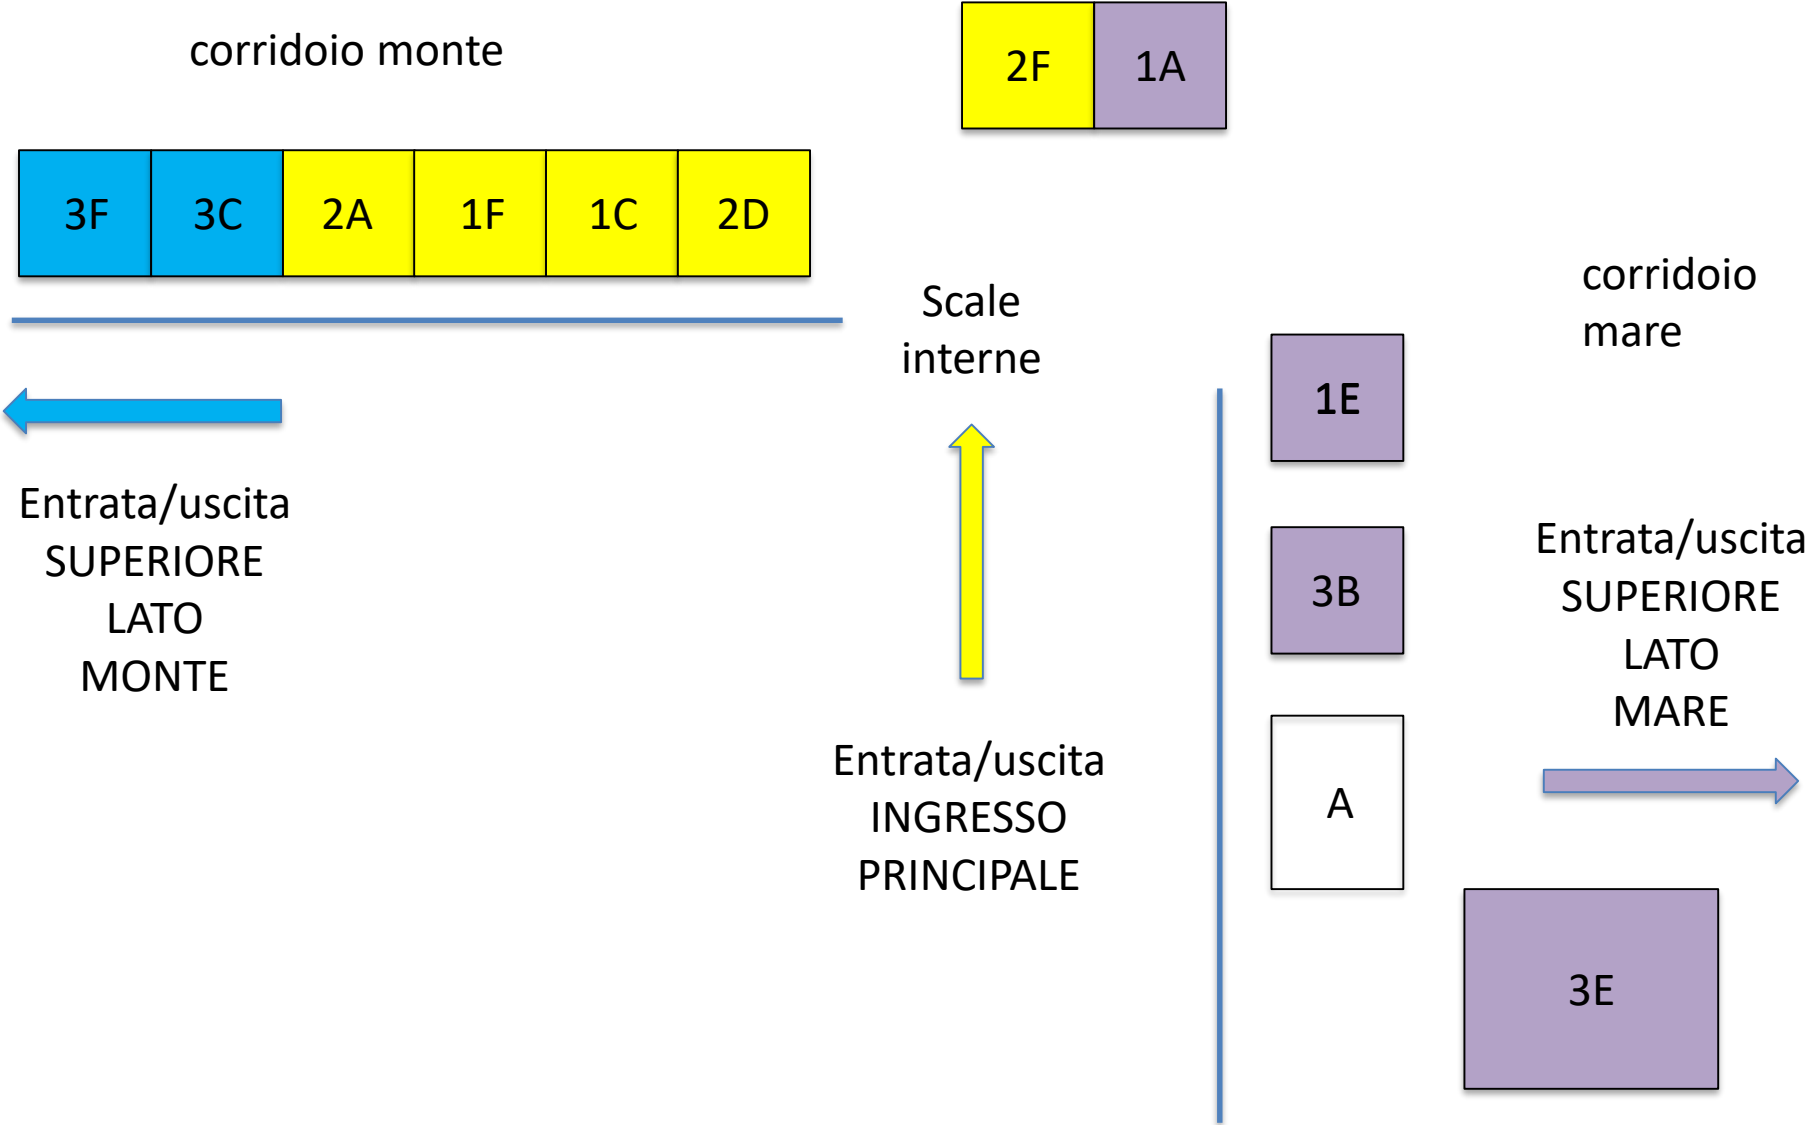 corridoio monte
2F 1A
3F 3C 2A 1F 1C 2D
Scale
interne
corridoio
mare
1E
Entrata/uscita
SUPERIORE
LATO
MONTE
3B
Entrata/uscita
SUPERIORE
LATO
MARE
Entrata/uscita
INGRESSO
PRINCIPALE
A
3E